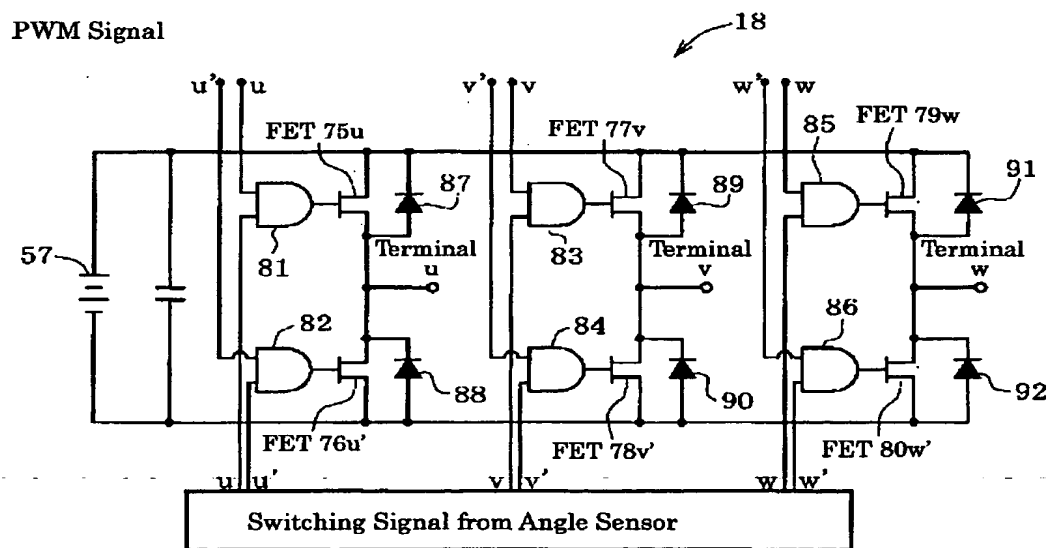 PWM Signal
18
u' u
v' v
w' w
FET 75u
FET 77v
FET 79w
85
87
89
91
57
81
83
Terminal
u
Terminal
v
Terminal
w
82
84
86
88
90
92
FET 76u'
FET 78v'
FET 80w'
u u'
v v'
w w'
Switching Signal from Angle Sensor